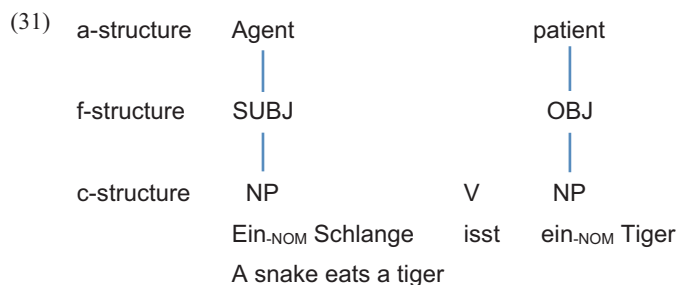 (31) a-structure Agent patient
f-structure SUBJ OBJ
c-structure NP V NP
Ein-NOM Schlange isst ein-NOM Tiger
A snake eats a tiger